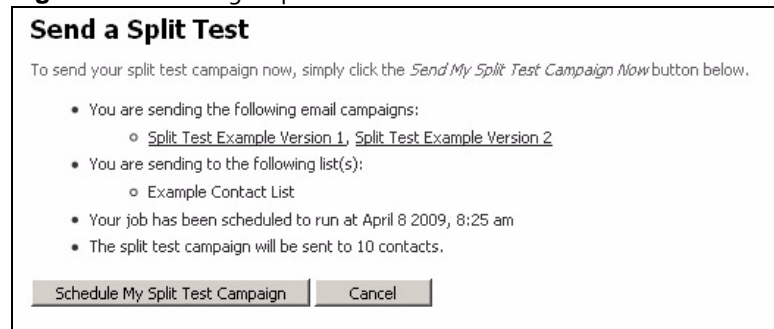 Send a Split Test
To send your split test campaign now, simply click the Send My Split Test Campaign Now button below.
• You are sending the following email campaigns:
o Split Test Example Version 1, Split Test Example Version 2
• You are sending to the following list(s):
o Example Contact List
• Your job has been scheduled to run at April 8 2009, 8:25 am
• The split test campaign will be sent to 10 contacts.
Schedule My Split Test Campaign Cancel